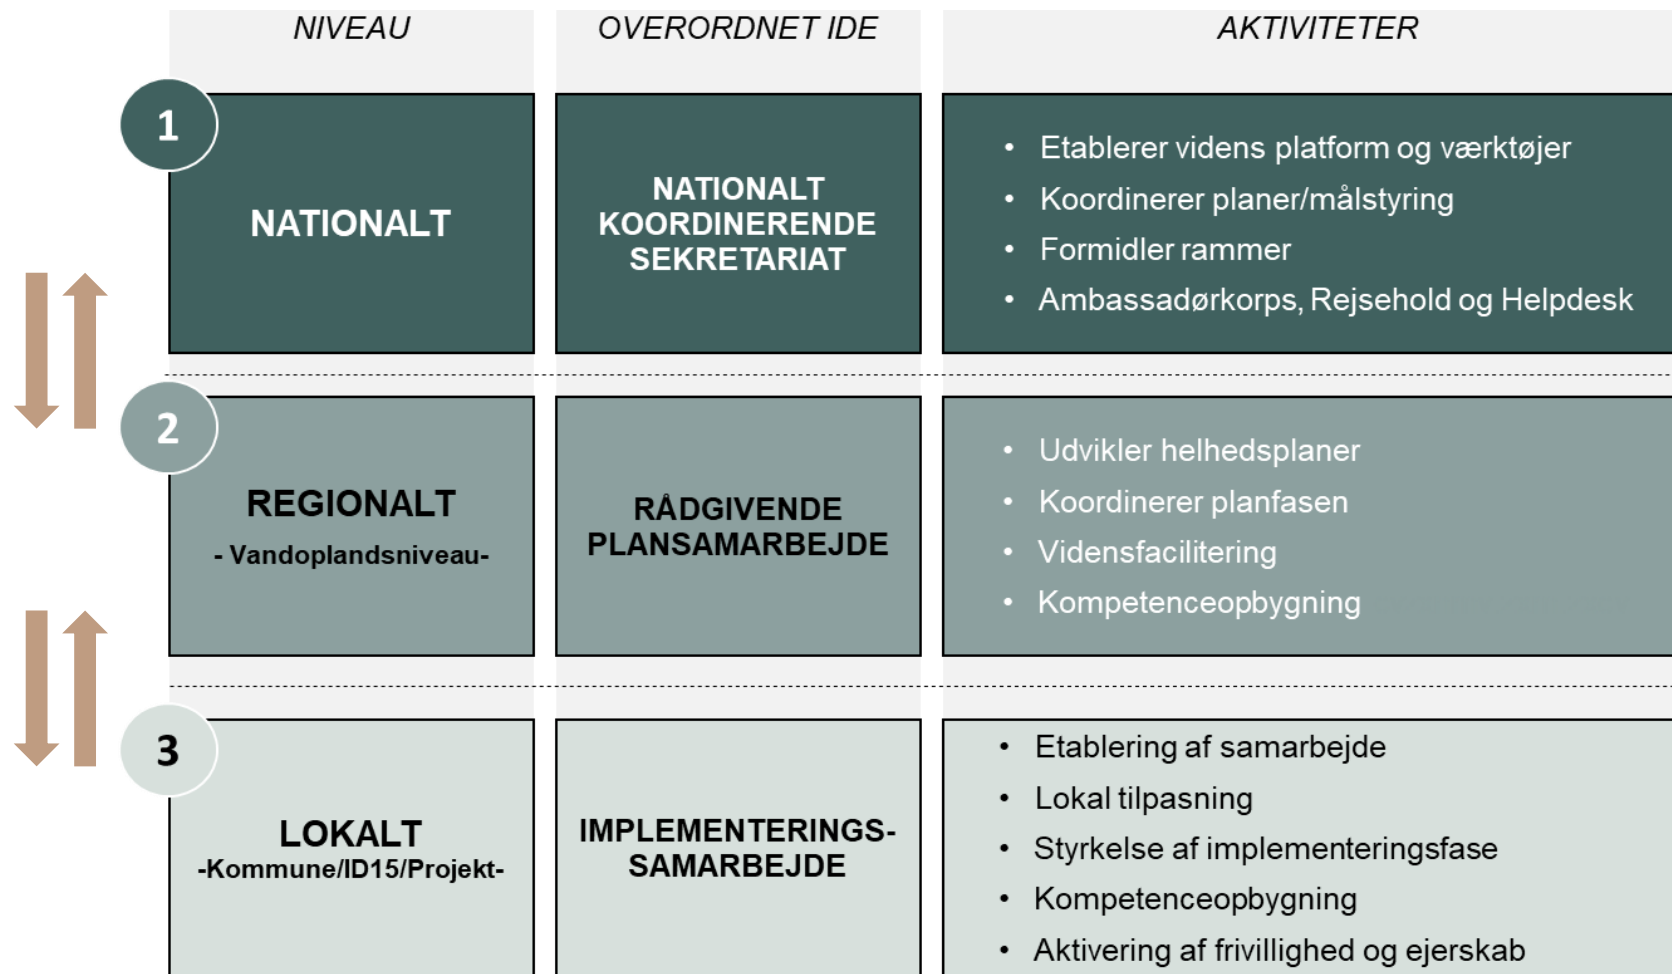 NIVEAU
OVERORDNET IDE
AKTIVITETER
1
NATIONALT
NATIONALT
KOORDINERENDE
SEKRETARIAT
• Etablerer videns platform og værktøjer
• Koordinerer planer/målstyring
• Formidler rammer
• Ambassadørkorps, Rejsehold og Helpdesk
2
REGIONALT
- Vandoplandsniveau-
RÅDGIVENDE
PLANSAMARBEJDE
• Udvikler helhedsplaner
• Koordinerer planfasen
• Vidensfacilitering
• Kompetenceopbygning
3
LOKALT
-Kommune/ID15/Projekt-
IMPLEMENTERINGS-
SAMARBEJDE
• Etablering af samarbejde
• Lokal tilpasning
• Styrkelse af implementeringsfase
• Kompetenceopbygning
• Aktivering af frivillighed og ejerskab